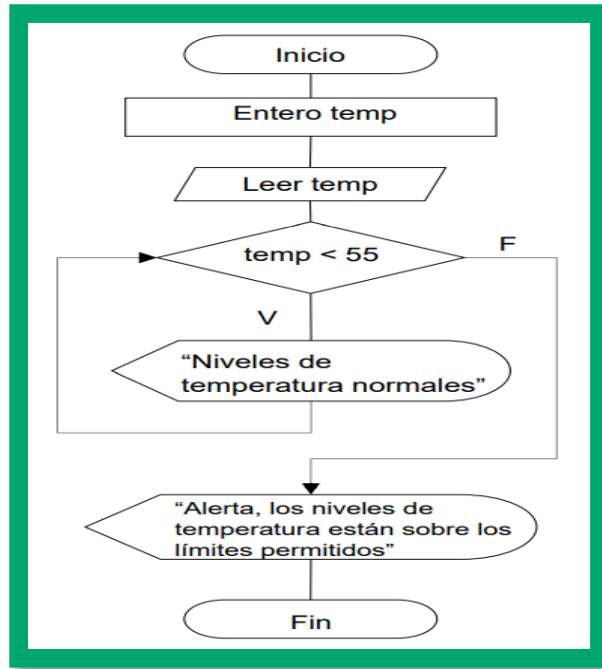 Inicio
Entero temp
Leer temp
temp < 55
F
V
“Niveles de
temperatura normales”
“Alerta, los niveles de
temperatura están sobre los
límites permitidos”
Fin